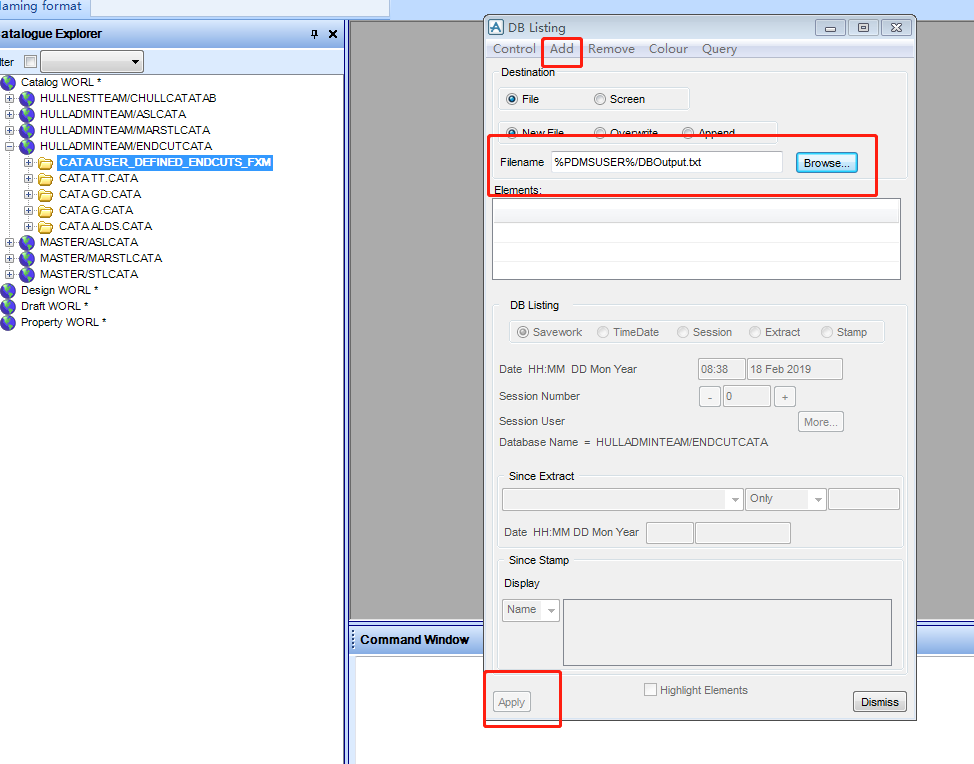 laming format
atalogue Explorer
lter
Catalog WORL *
HULLNESTTEAM/CHULLCATATAB
HULLADMINTEAM/ASLCATA
HULLADMINTEAM/MARSTLCATA
HULLADMINTEAM/ENDCUTCATA
CATA USER_DEFINED_ENDCUTS_FXM
CATA TT.CATA
CATA GD.CATA
CATA G.CATA
CATA ALDS.CATA
MASTER/ASLCATA
MASTER/MARSTLCATA
MASTER/STLCATA
Design WORL *
Draft WORL *
Property WORL *
DB Listing
Control Add Remove Colour Query
Destination
File Screen
New File Overwrite Append
Filename %PDMSUSER%/DBOutput.txt Browse...
Elements:
DB Listing
Savework TimeDate Session Extract Stamp
Date HH:MM DD Mon Year 08:38 18 Feb 2019
Session Number - 0 +
Session User More...
Database Name = HULLADMINTEAM/ENDCUTCATA
Since Extract
Only
Date HH:MM DD Mon Year
Since Stamp
Display
Name
Highlight Elements
Apply Dismiss
Command Window